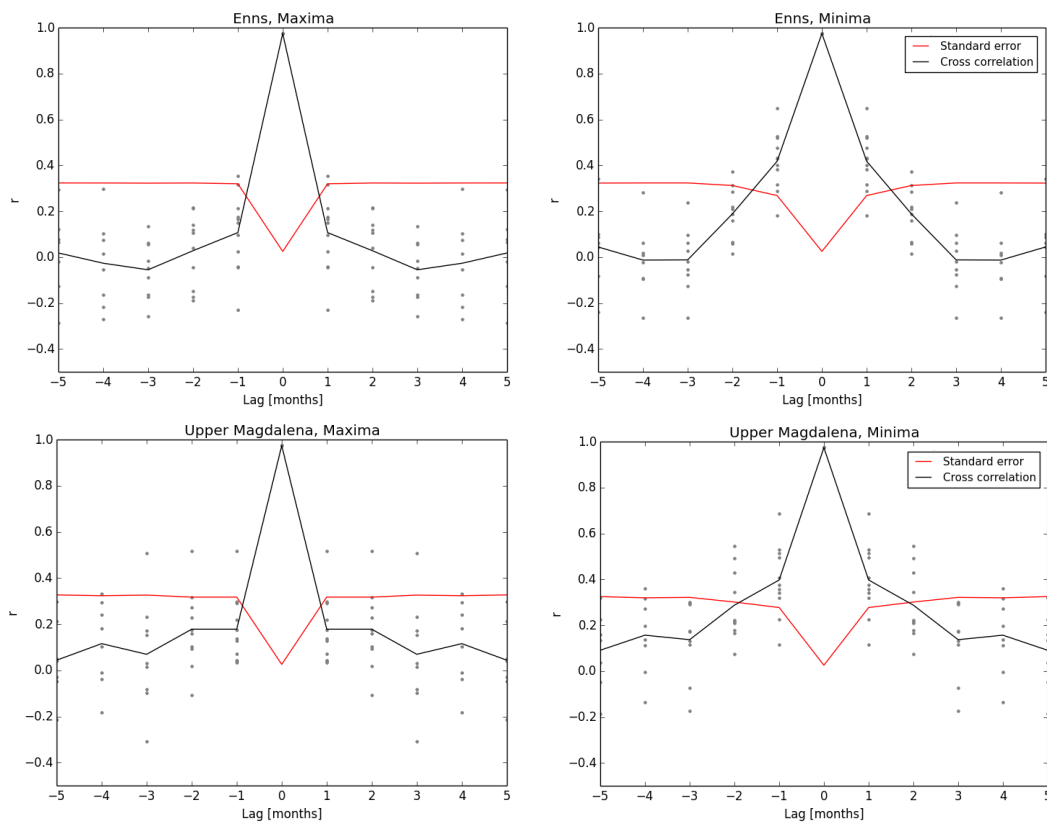 Enns, Maxima
1.0
0.8
0.6
0.4
0.2
0.0
−0.2
−0.4
r
−5 −4 −3 −2 −1 0 1 2 3 4 5
Lag [months]
Enns, Minima
Standard error
Cross correlation
1.0
0.8
0.6
0.4
0.2
0.0
−0.2
−0.4
r
−5 −4 −3 −2 −1 0 1 2 3 4 5
Lag [months]
Upper Magdalena, Maxima
1.0
0.8
0.6
0.4
0.2
0.0
−0.2
−0.4
r
−5 −4 −3 −2 −1 0 1 2 3 4 5
Lag [months]
Upper Magdalena, Minima
Standard error
Cross correlation
1.0
0.8
0.6
0.4
0.2
0.0
−0.2
−0.4
r
−5 −4 −3 −2 −1 0 1 2 3 4 5
Lag [months]